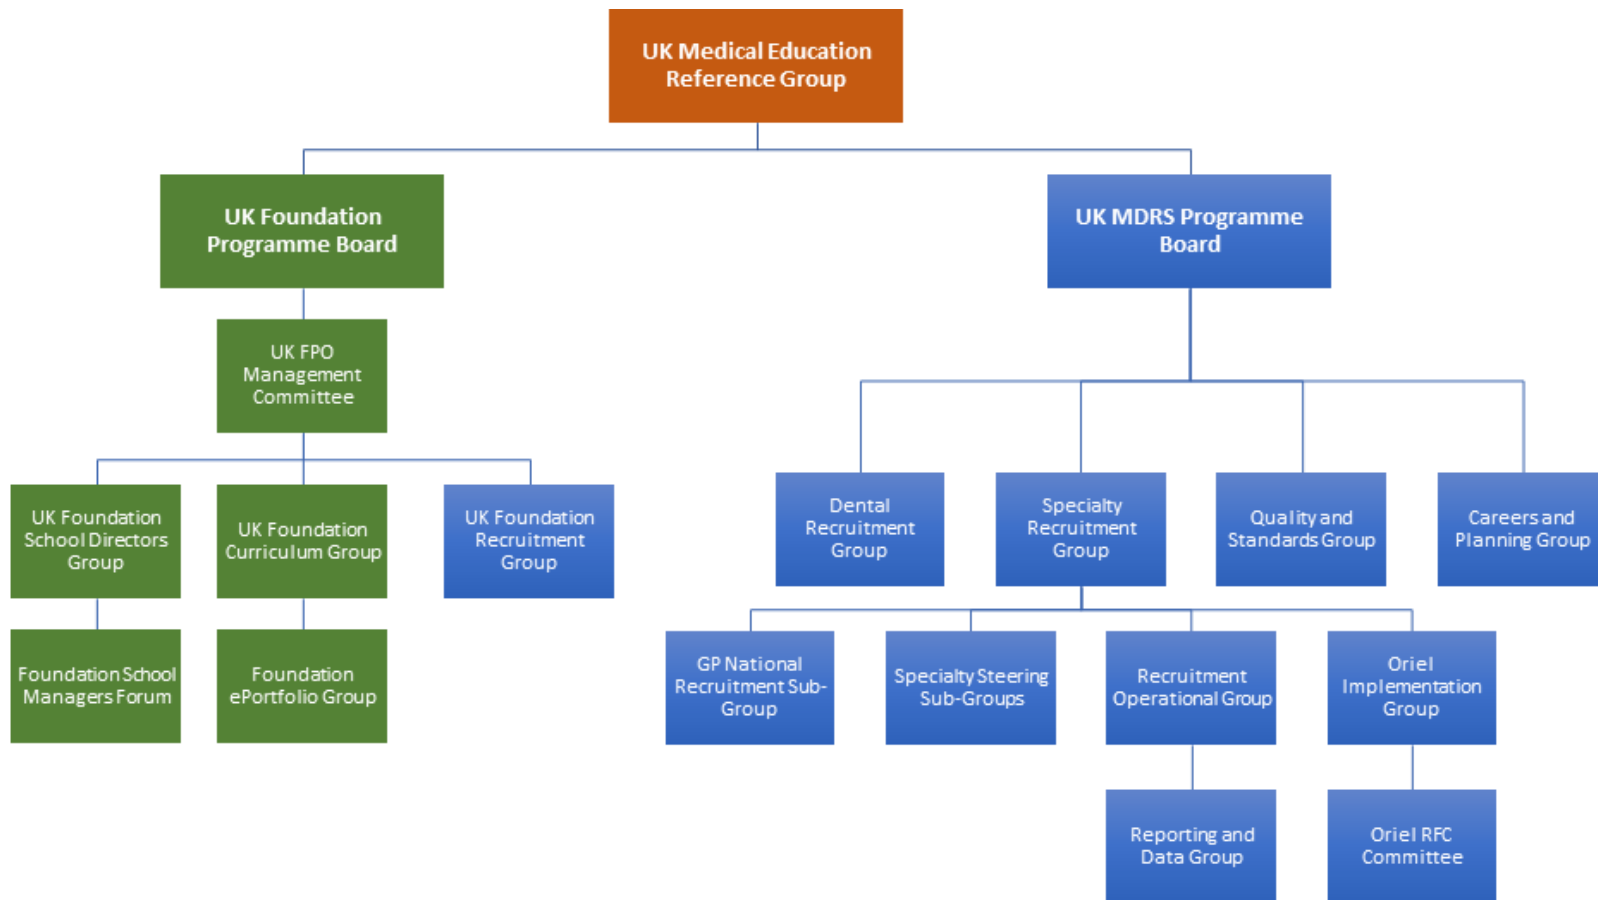 UK Medical Education
Reference Group
UK Foundation
Programme Board
UK MDRS Programme
Board
UK FPO
Management
Committee
UK Foundation
School Directors
Group
UK Foundation
Curriculum Group
UK Foundation
Recruitment
Group
Dental
Recruitment
Group
Specialty
Recruitment
Group
Quality and
Standards Group
Careers and
Planning Group
Foundation School
Managers Forum
Foundation
ePortfolio Group
GP National
Recruitment Sub-
Group
Specialty Steering
Sub-Groups
Recruitment
Operational Group
Oriel
Implementation
Group
Reporting and
Data Group
Oriel RFC
Committee